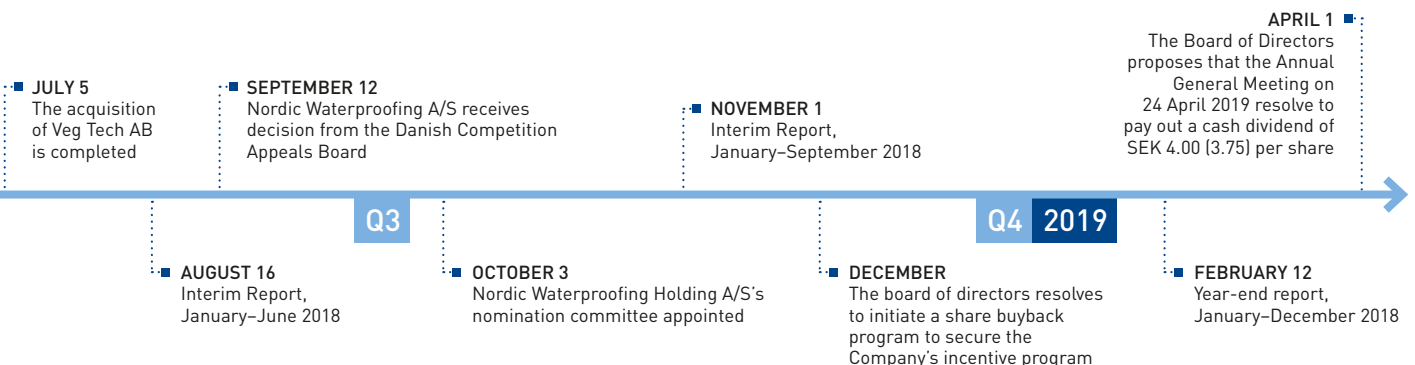 APRIL 1
The Board of Directors
proposes that the Annual
General Meeting on
24 April 2019 resolve to
pay out a cash dividend of
SEK 4.00 (3.75) per share
JULY 5
The acquisition
of Veg Tech AB
is completed
SEPTEMBER 12
Nordic Waterproofing A/S receives
decision from the Danish Competition
Appeals Board
NOVEMBER 1
Interim Report,
January–September 2018
Q3
Q4 2019
AUGUST 16
Interim Report,
January–June 2018
OCTOBER 3
Nordic Waterproofing Holding A/S’s
nomination committee appointed
DECEMBER
The board of directors resolves
to initiate a share buyback
program to secure the
Company’s incentive program
FEBRUARY 12
Year-end report,
January–December 2018